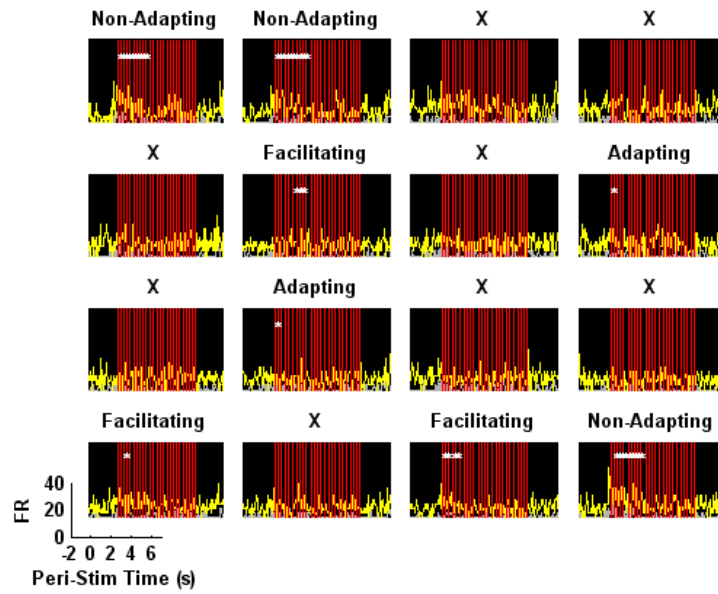 Non-Adapting Non-Adapting X X
X Facilitating X Adapting
X Adapting X X
Facilitating X Facilitating Non-Adapting
40
20
0
FR
-2 0 2 4 6
Peri-Stim Time (s)